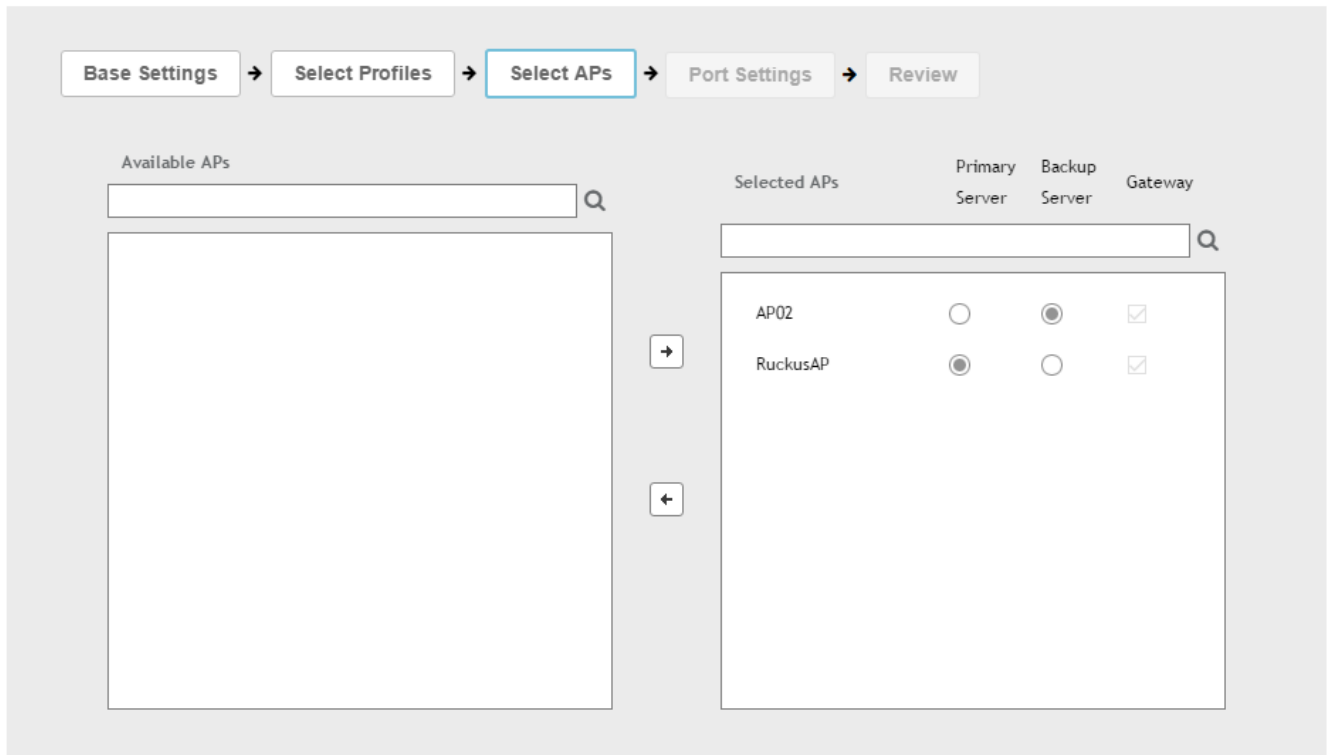 Base Settings → Select Profiles → Select APs → Port Settings → Review
Available APs
Selected APs
Primary Server
Backup Server
Gateway
AP02
RuckusAP